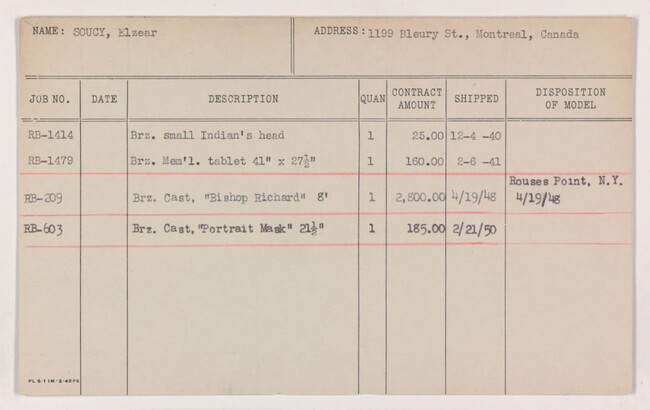 NAME: SOUCY, Elzear ADDRESS: 1199 Bleury St., Montreal, Canada
JOB NO. DATE DESCRIPTION QUAN CONTRACT AMOUNT SHIPPED DISPOSITION OF MODEL
RB-1414 Brz. small Indian's head 1 25.00 12-4 -40
RB-1479 Brz. Mem'l. tablet 41" x 27½" 1 160.00 2-6 -41
Rouses Point, N.Y.
RB-209 Brz. Cast, "Bishop Richard" 8' 1 2,800.00 4/19/48 4/19/48
RB-603 Brz. Cast, "Portrait Mask" 21½" 1 185.00 2/21/50